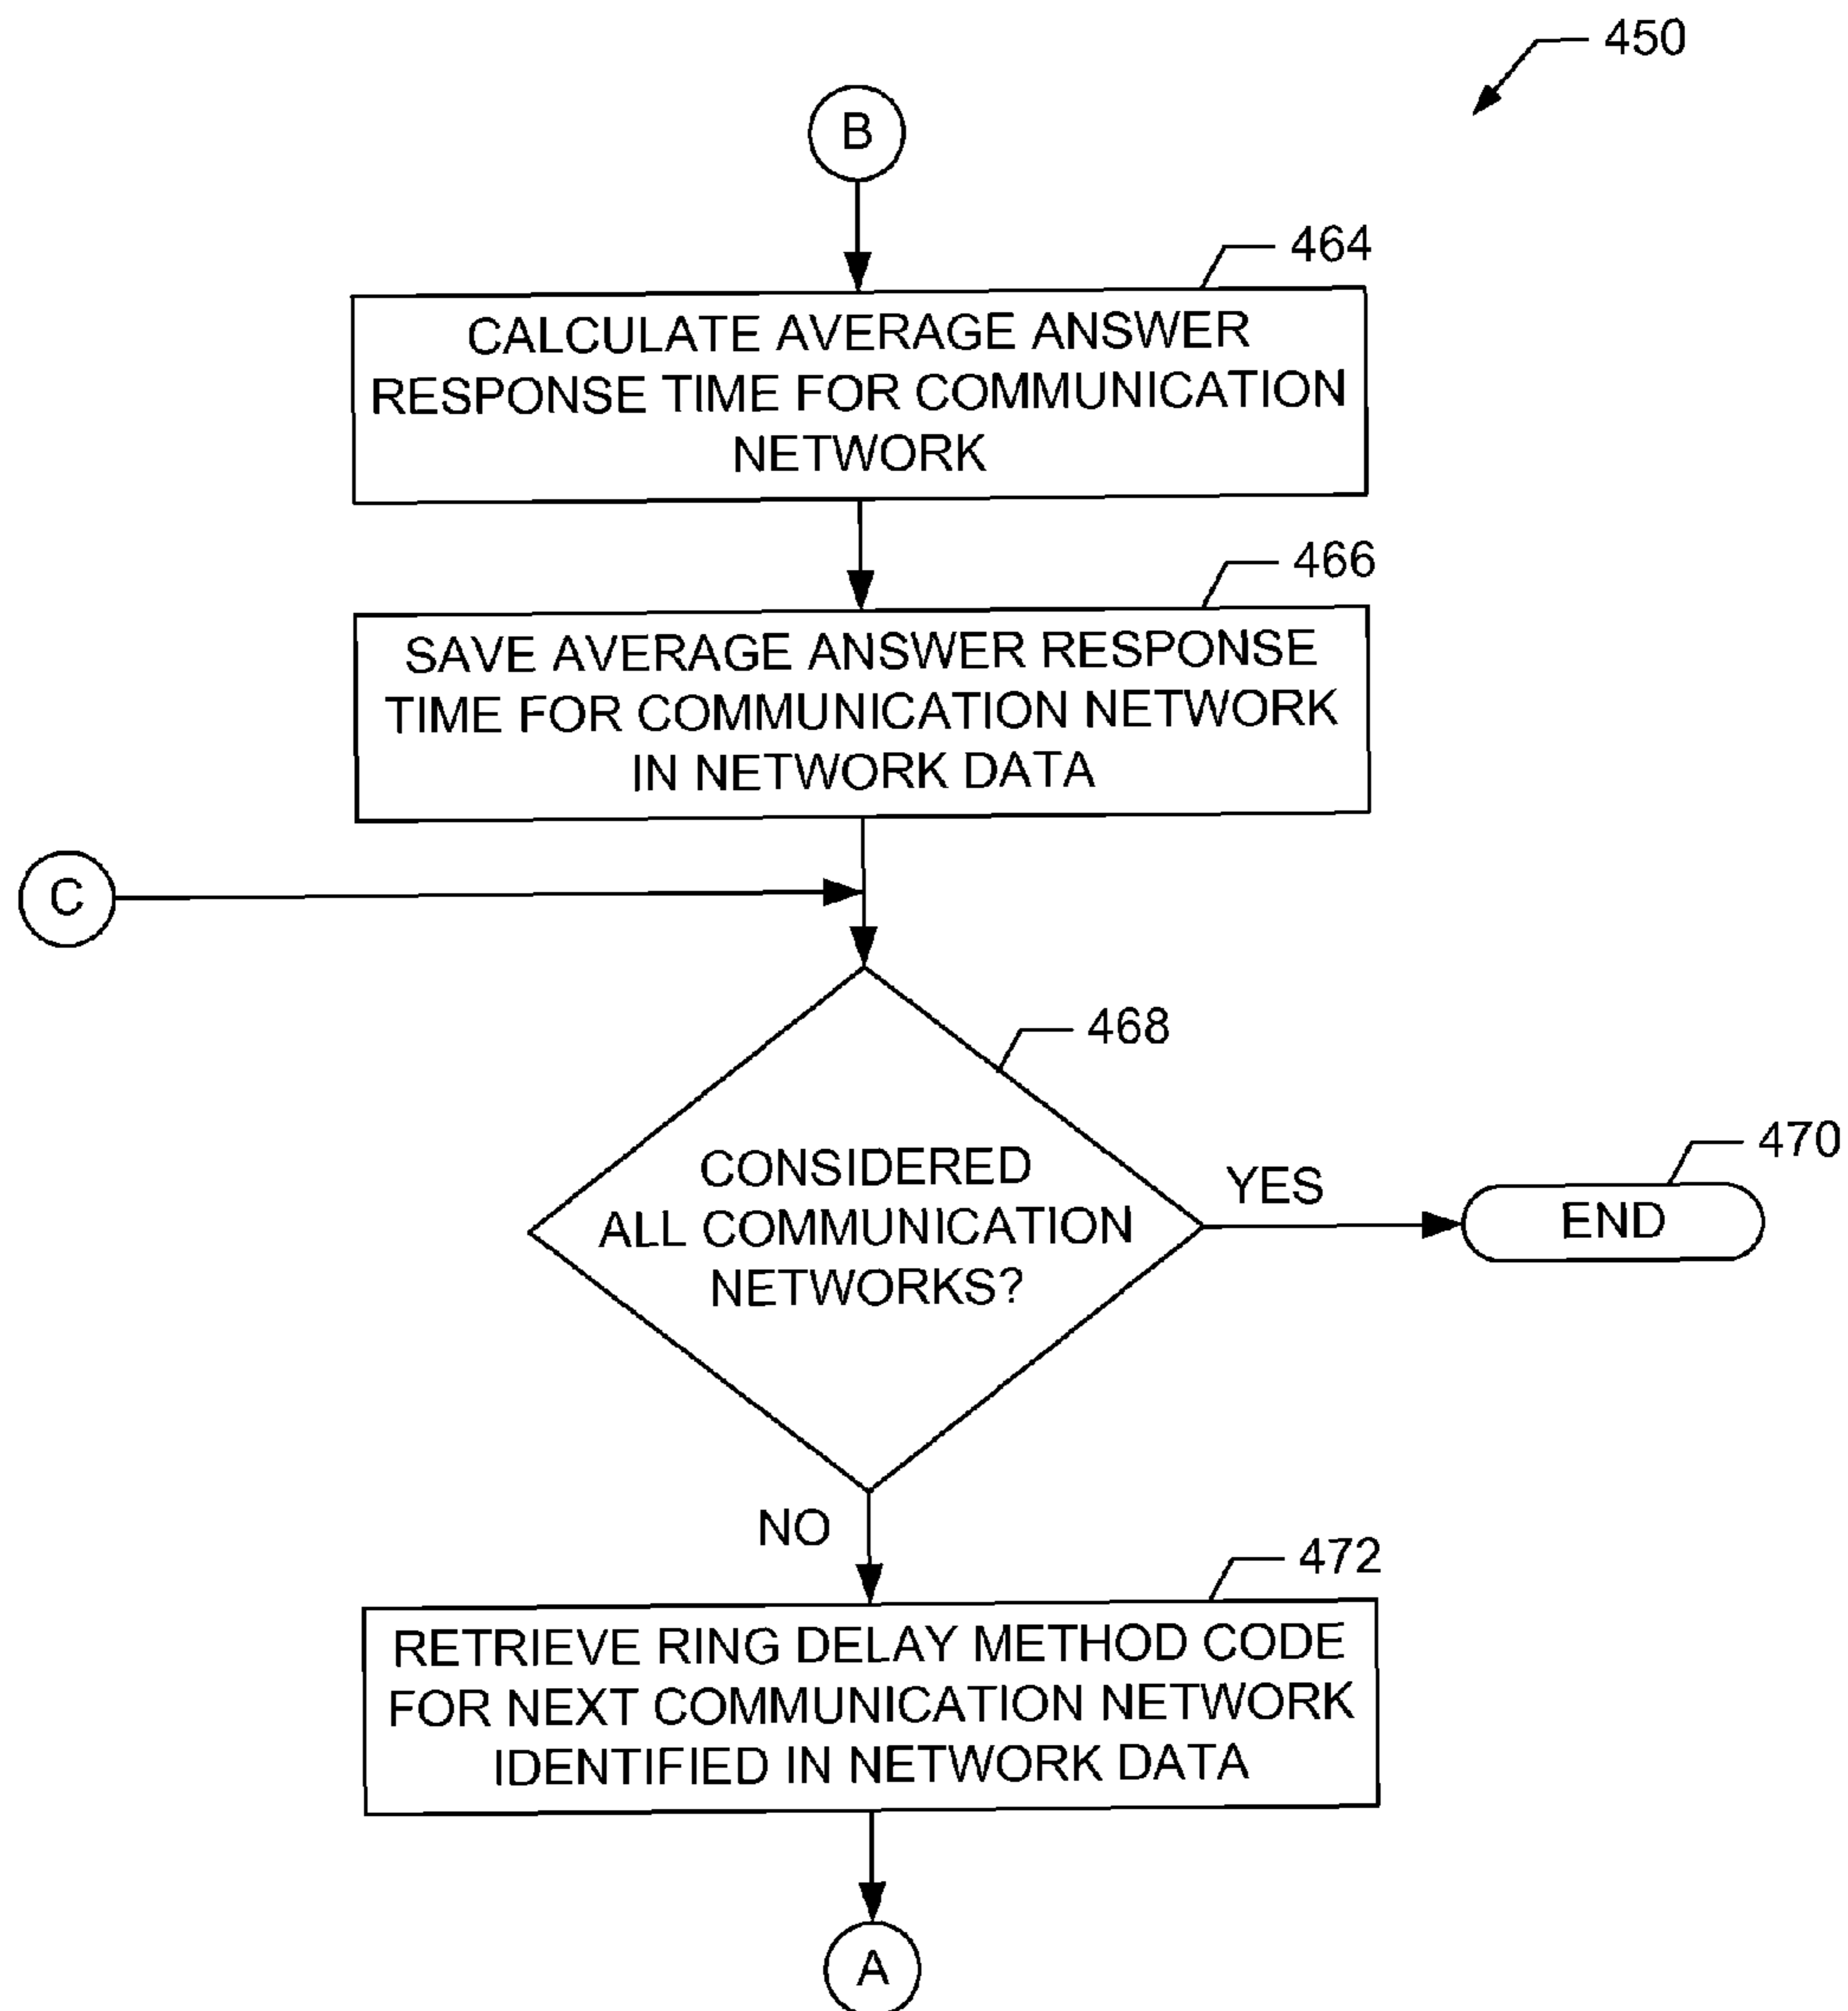 450
B
464
CALCULATE AVERAGE ANSWER
RESPONSE TIME FOR COMMUNICATION
NETWORK
466
SAVE AVERAGE ANSWER RESPONSE
TIME FOR COMMUNICATION NETWORK
IN NETWORK DATA
C
468
CONSIDERED
ALL COMMUNICATION
NETWORKS?
YES
470
END
NO
472
RETRIEVE RING DELAY METHOD CODE
FOR NEXT COMMUNICATION NETWORK
IDENTIFIED IN NETWORK DATA
A